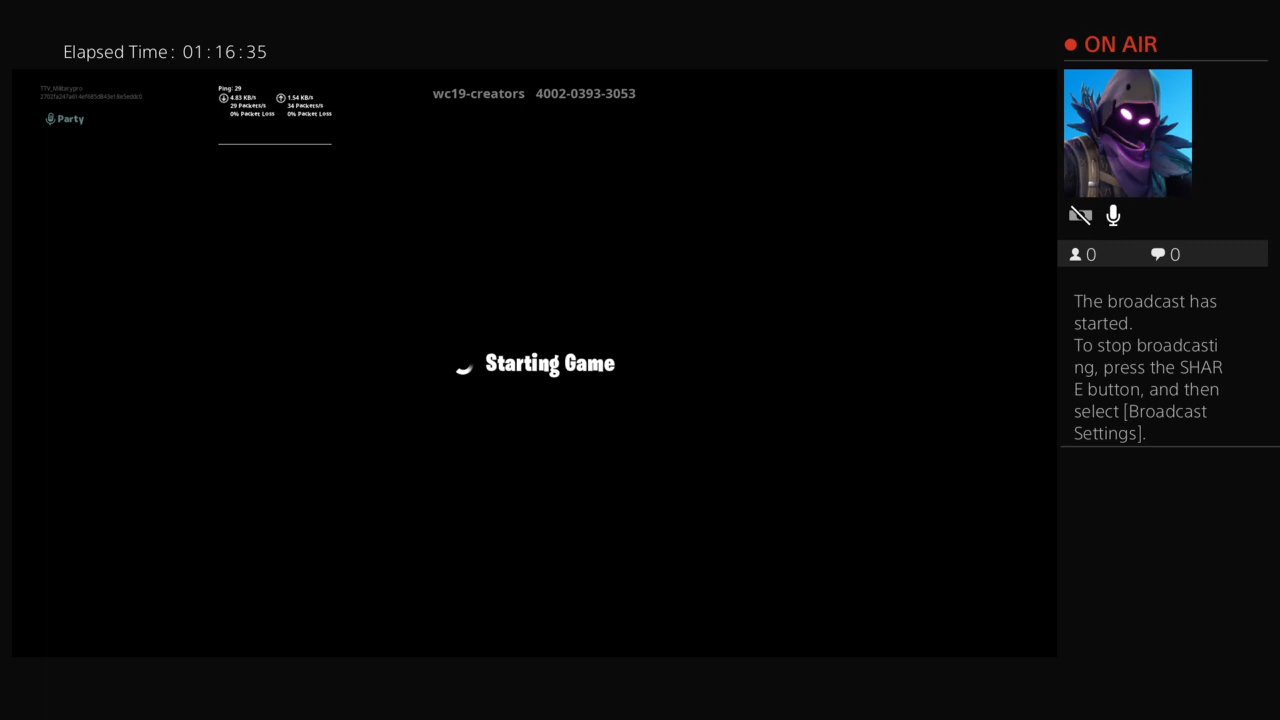 Elapsed Time: 01:16:35
ON AIR
TTV_Militarypro
Party
Ping: 29
4.83 KB/s 1.54 KB/s
29 Packets/s 34 Packets/s
0% Packet Loss 0% Packet Loss
wc19-creators 4002-0393-3053
0 0
Starting Game
The broadcast has
started.
To stop broadcasti
ng, press the SHAR
E button, and then
select [Broadcast
Settings].